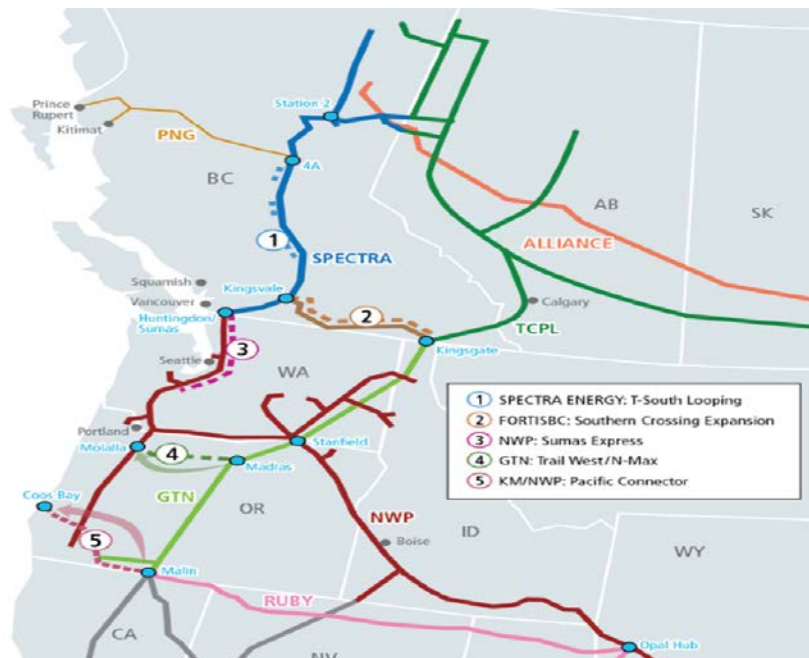 Station 2
Prince
Rupert
Kitimat
PNG
4A
BC
AB
SK
1
ALLIANCE
SPECTRA
Squamish
Kingsvale
Vancouver
Calgary
Huntingdon/
Sumas
2
TCPL
Kingsgate
3
Seattle
WA
1 SPECTRA ENERGY: T-South Looping
2 FORTISBC: Southern Crossing Expansion
3 NWP: Sumas Express
4 GTN: Trail West/N-Max
5 KM/NWP: Pacific Connector
Portland
Molalla
Stanfield
4
Madras
Coos Bay
GTN
OR
NWP
ID
5
Boise
WY
Malin
RUBY
CA
NV
Opal Hub